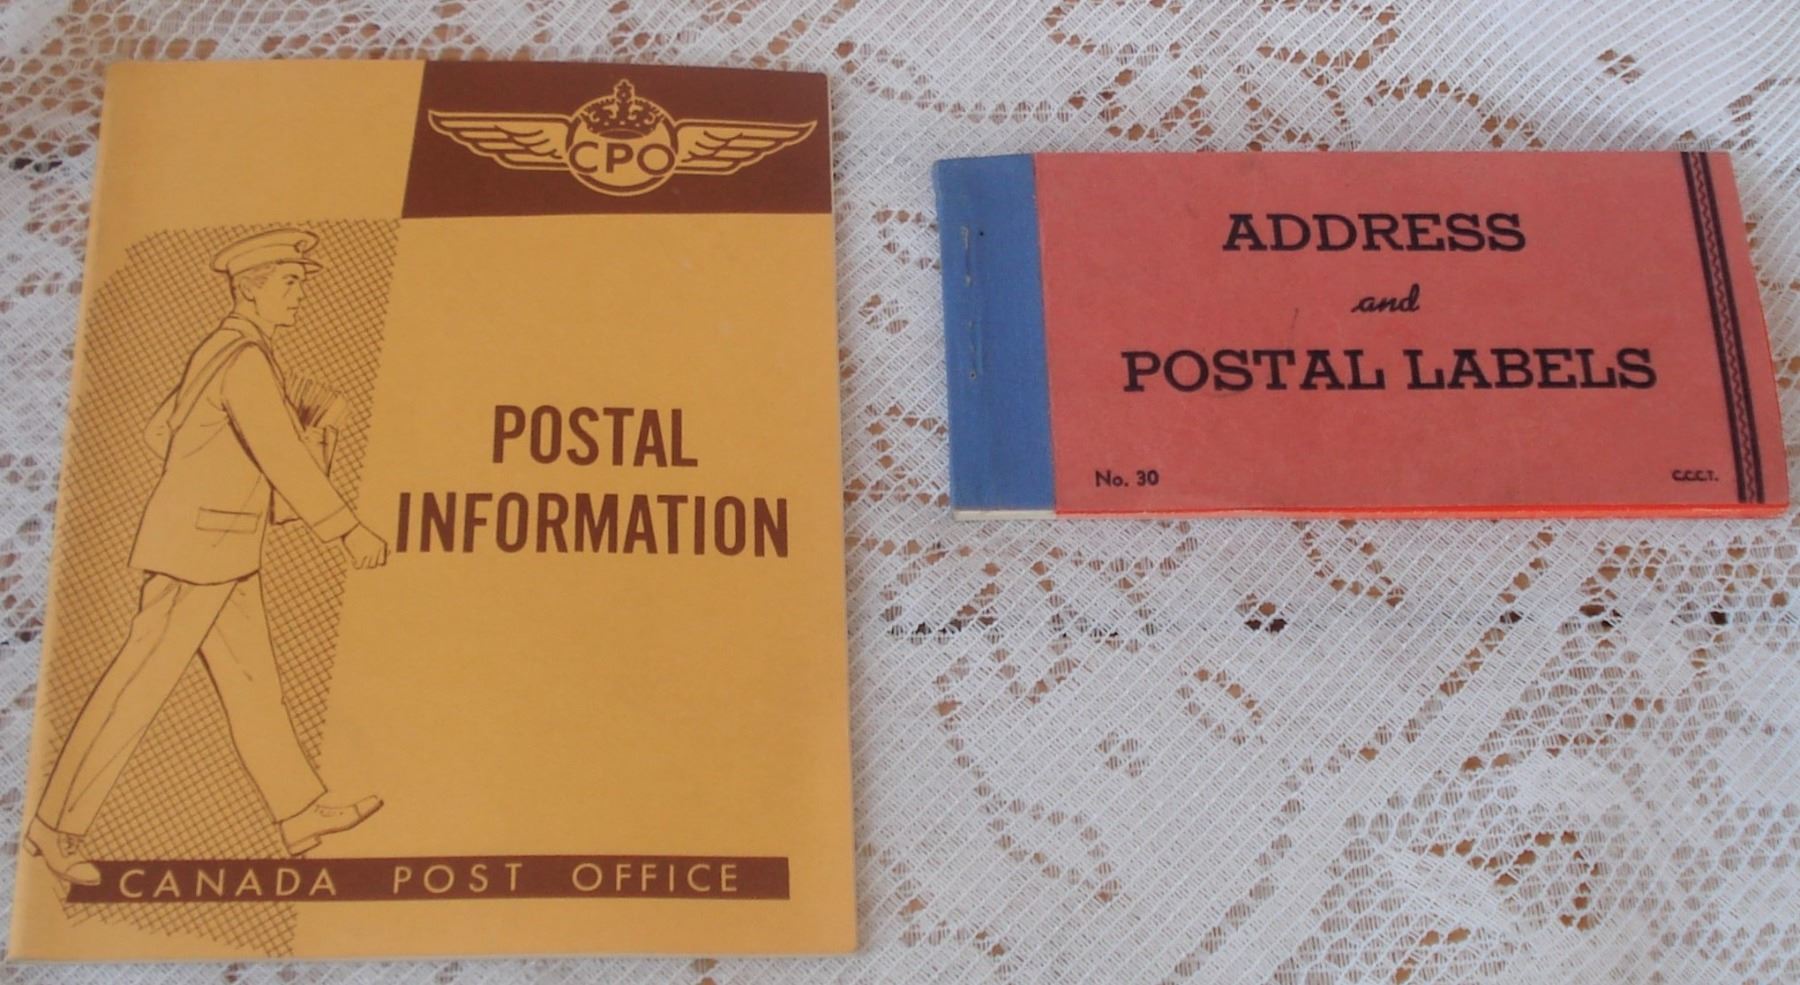 CPO
POSTAL
INFORMATION
CANADA POST OFFICE
ADDRESS
and
POSTAL LABELS
No. 30
C.C.C.T.